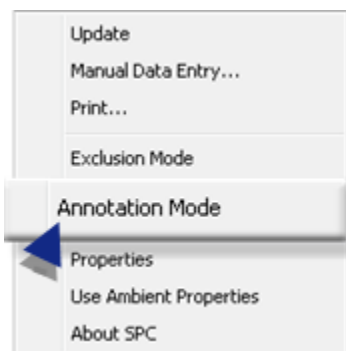 Update
Manual Data Entry...
Print...
Exclusion Mode
Annotation Mode
Properties
Use Ambient Properties
About SPC